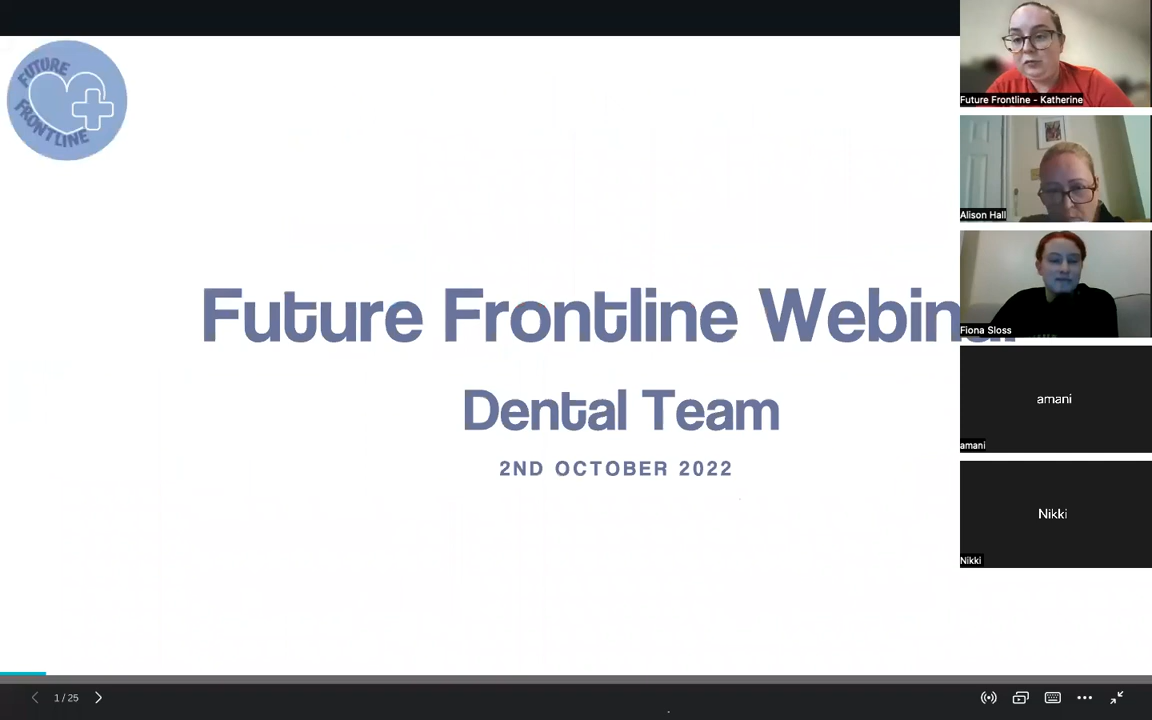 FUTURE
FRONTLINE
Future Frontline Webinar
Dental Team
2ND OCTOBER 2022
1 / 25
Future Frontline - Katherine
Alison Hall
Fiona Sloss
amani
amani
Nikki
Nikki